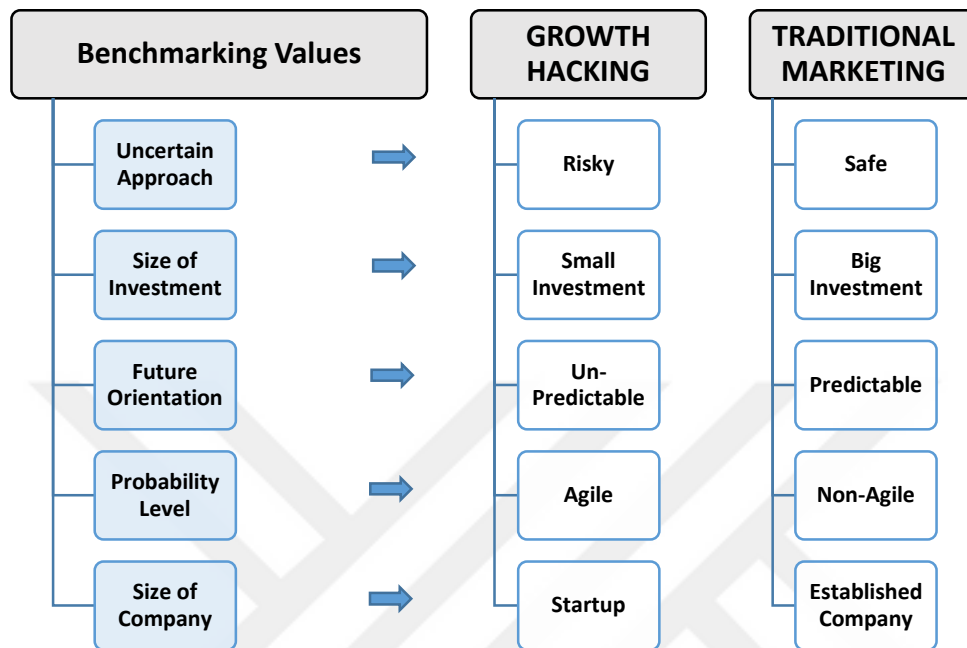 Benchmarking Values
GROWTH
HACKING
TRADITIONAL
MARKETING
Uncertain
Approach
Risky
Safe
Size of
Investment
Small
Investment
Big
Investment
Future
Orientation
Un-
Predictable
Predictable
Probability
Level
Agile
Non-Agile
Size of
Company
Startup
Established
Company